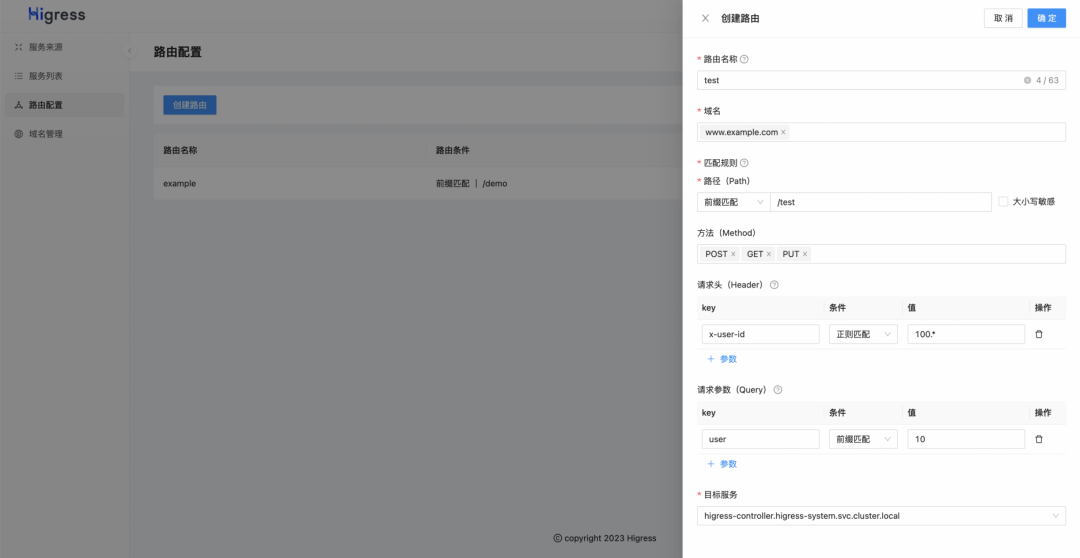 Higress
服务来源
服务列表
路由配置
域名管理
路由配置
创建路由
路由名称 路由条件
example 前缀匹配 | /demo
© copyright 2023 Higress
创建路由 取 消 确 定
* 路由名称
test 4 / 63
* 域名
www.example.com ×
* 匹配规则
* 路径（Path）
前缀匹配 /test 大小写敏感
方法（Method）
POST × GET × PUT ×
请求头（Header）
key 条件 值 操作
x-user-id 正则匹配 100.*
+ 参数
请求参数（Query）
key 条件 值 操作
user 前缀匹配 10
+ 参数
* 目标服务
higress-controller.higress-system.svc.cluster.local